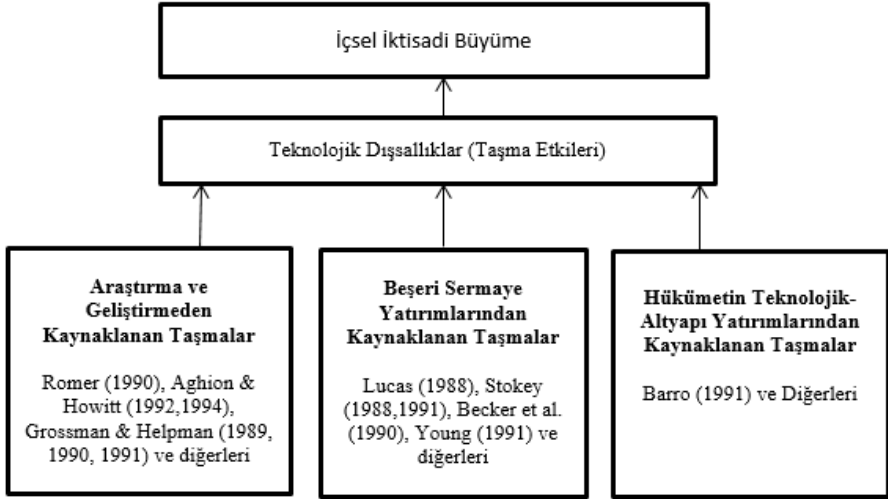 İçsel İktisadi Büyüme
Teknolojik Dışsallıklar (Taşma Etkileri)
Araştırma ve
Geliştirmeden
Kaynaklanan Taşmalar
Romer (1990), Aghion &
Howitt (1992,1994),
Grossman & Helpman (1989,
1990, 1991) ve diğerleri
Beşeri Sermaye
Yatırımlarından
Kaynaklanan Taşmalar
Lucas (1988), Stokey
(1988,1991), Becker et al.
(1990), Young (1991) ve
diğerleri
Hükümetin Teknolojik-
Altyapı Yatırımlarından
Kaynaklanan Taşmalar
Barro (1991) ve Diğerleri